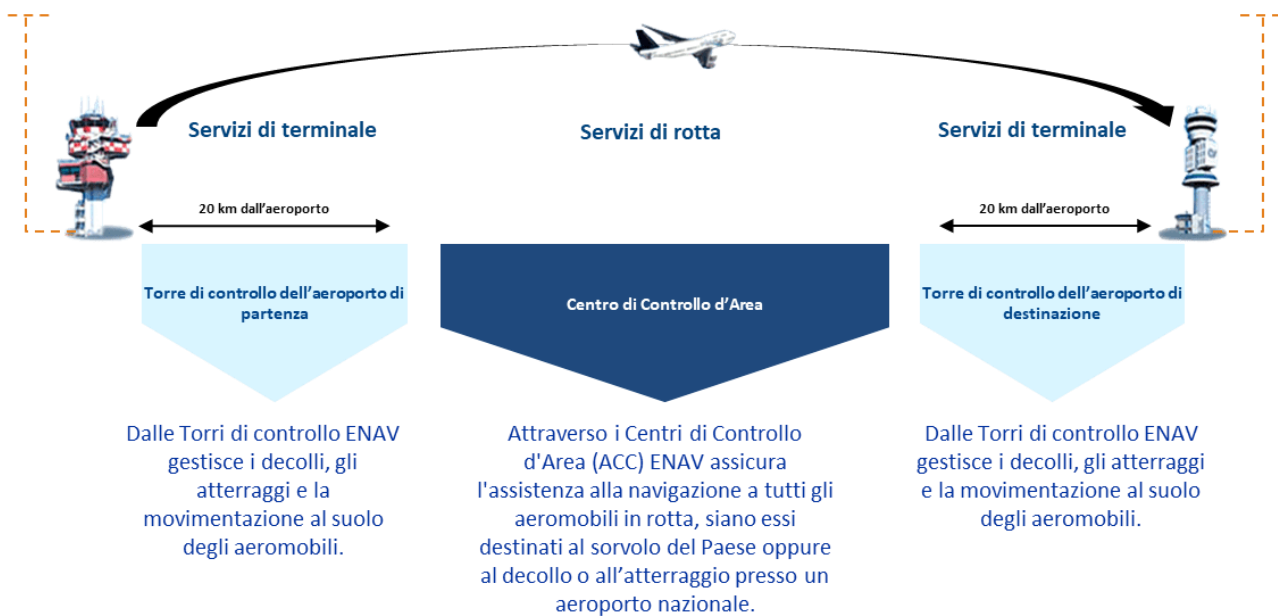 Servizi di terminale
Servizi di rotta
Servizi di terminale
20 km dall’aeroporto
20 km dall’aeroporto
Torre di controllo dell’aeroporto di
partenza
Centro di Controllo d’Area
Torre di controllo dell’aeroporto di
destinazione
Dalle Torri di controllo ENAV
gestisce i decolli, gli
atterraggi e la
movimentazione al suolo
degli aeromobili.
Attraverso i Centri di Controllo
d'Area (ACC) ENAV assicura
l'assistenza alla navigazione a tutti gli
aeromobili in rotta, siano essi
destinati al sorvolo del Paese oppure
al decollo o all’atterraggio presso un
aeroporto nazionale.
Dalle Torri di controllo ENAV
gestisce i decolli, gli atterraggi
e la movimentazione al suolo
degli aeromobili.